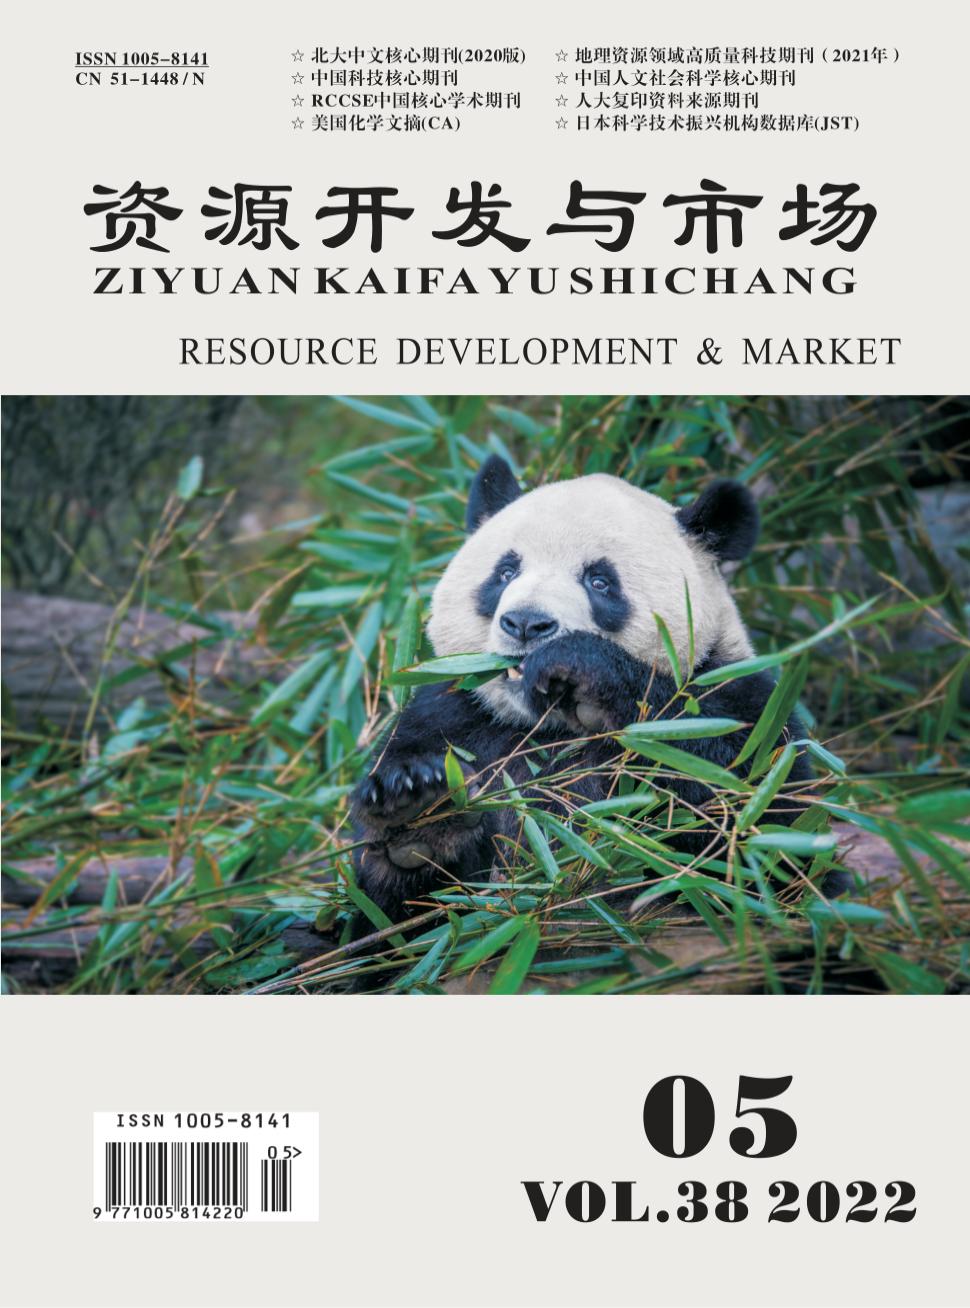 ISSN 1005-8141
CN 51-1448 / N
☆ 北大中文核心期刊(2020版)
☆ 中国科技核心期刊
☆ RCCSE中国核心学术期刊
☆ 美国化学文摘(CA)
☆ 地理资源领域高质量科技期刊（2021年）
☆ 中国人文社会科学核心期刊
☆ 人大复印资料来源期刊
☆ 日本科学技术振兴机构数据库(JST)
资源开发与市场
ZIYUAN KAIFA YU SHICHANG
RESOURCE DEVELOPMENT & MARKET
ISSN 1005-8141
05>
9 771005 814220
05
VOL.38 2022